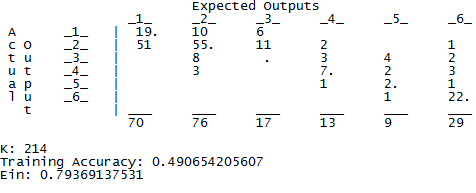 Expected Outputs
_1_ _2_ _3_ _4_ _5_ _6_
A _1_ | 19. 10 6
c O _2_ | 51 55. 11 2 1
t u _3_ | 8 . 3 4 2
u t _4_ | 3 7. 2 3
a p _5_ | 1 2. 1
l u _6_ | 1 22.
t ___ ___ ___ ___ ___ ___
70 76 17 13 9 29
K: 214
Training Accuracy: 0.490654205607
Ein: 0.79369137531